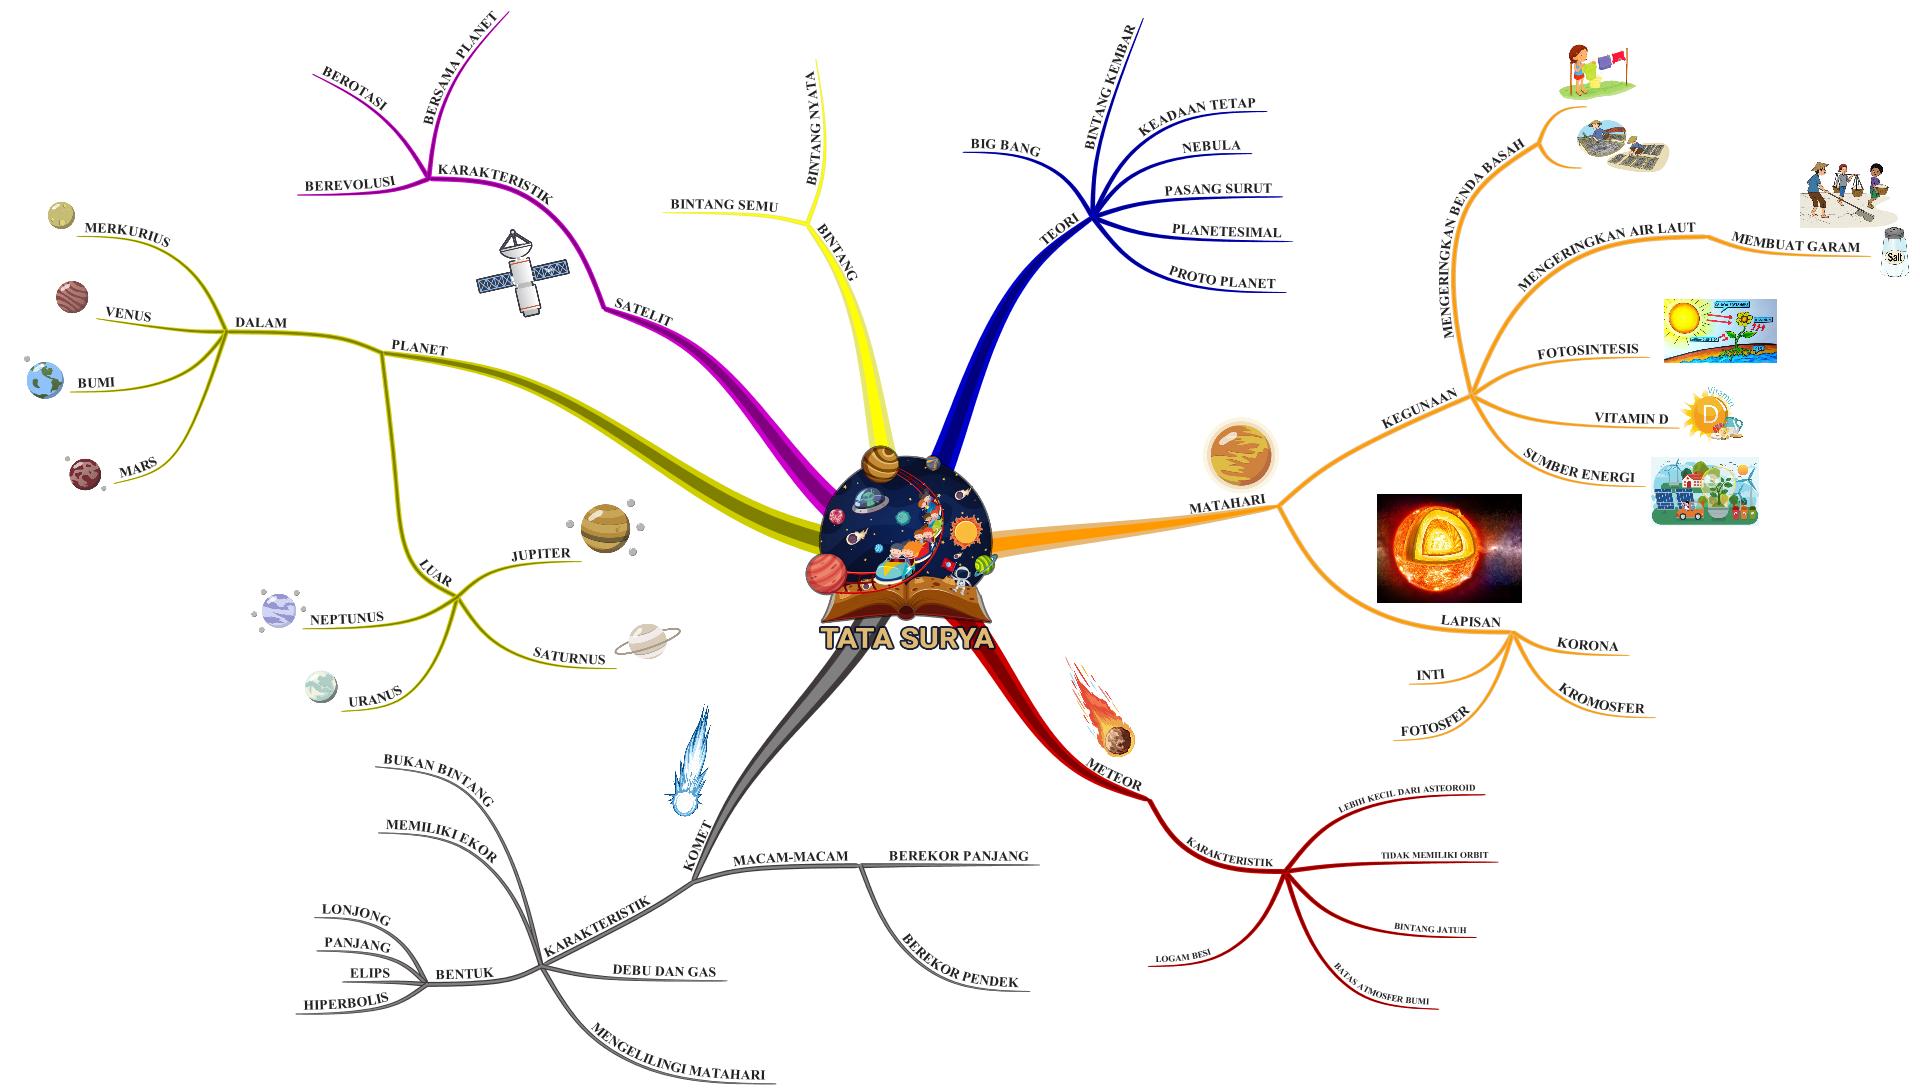 TATA SURYA
TEORI
BIG BANG
BINTANG KEMBAR
KEADAAN TETAP
NEBULA
PASANG SURUT
PLANETESIMAL
PROTO PLANET
MATAHARI
KEGUNAAN
MENGERINGKAN BENDA BASAH
MENGERINGKAN AIR LAUT
MEMBUAT GARAM
Salt
FOTOSINTESIS
VITAMIN D
Vitamin
D
SUMBER ENERGI
LAPISAN
KORONA
KROMOSFER
FOTOSFER
INTI
METEOR
KARAKTERISTIK
LEBIH KECIL DARI ASTEOROID
TIDAK MEMILIKI ORBIT
BINTANG JATUH
BATAS ATMOSFER BUMI
LOGAM BESI
KOMET
MACAM-MACAM
BEREKOR PANJANG
BEREKOR PENDEK
KARAKTERISTIK
BUKAN BINTANG
MEMILIKI EKOR
BENTUK
LONJONG
PANJANG
ELIPS
HIPERBOLIS
DEBU DAN GAS
MENGELILINGI MATAHARI
PLANET
DALAM
MERKURIUS
VENUS
BUMI
MARS
LUAR
JUPITER
SATURNUS
URANUS
NEPTUNUS
SATELIT
KARAKTERISTIK
BERSAMA PLANET
BEROTASI
BEREVOLUSI
BINTANG
BINTANG SEMU
BINTANG NYATA